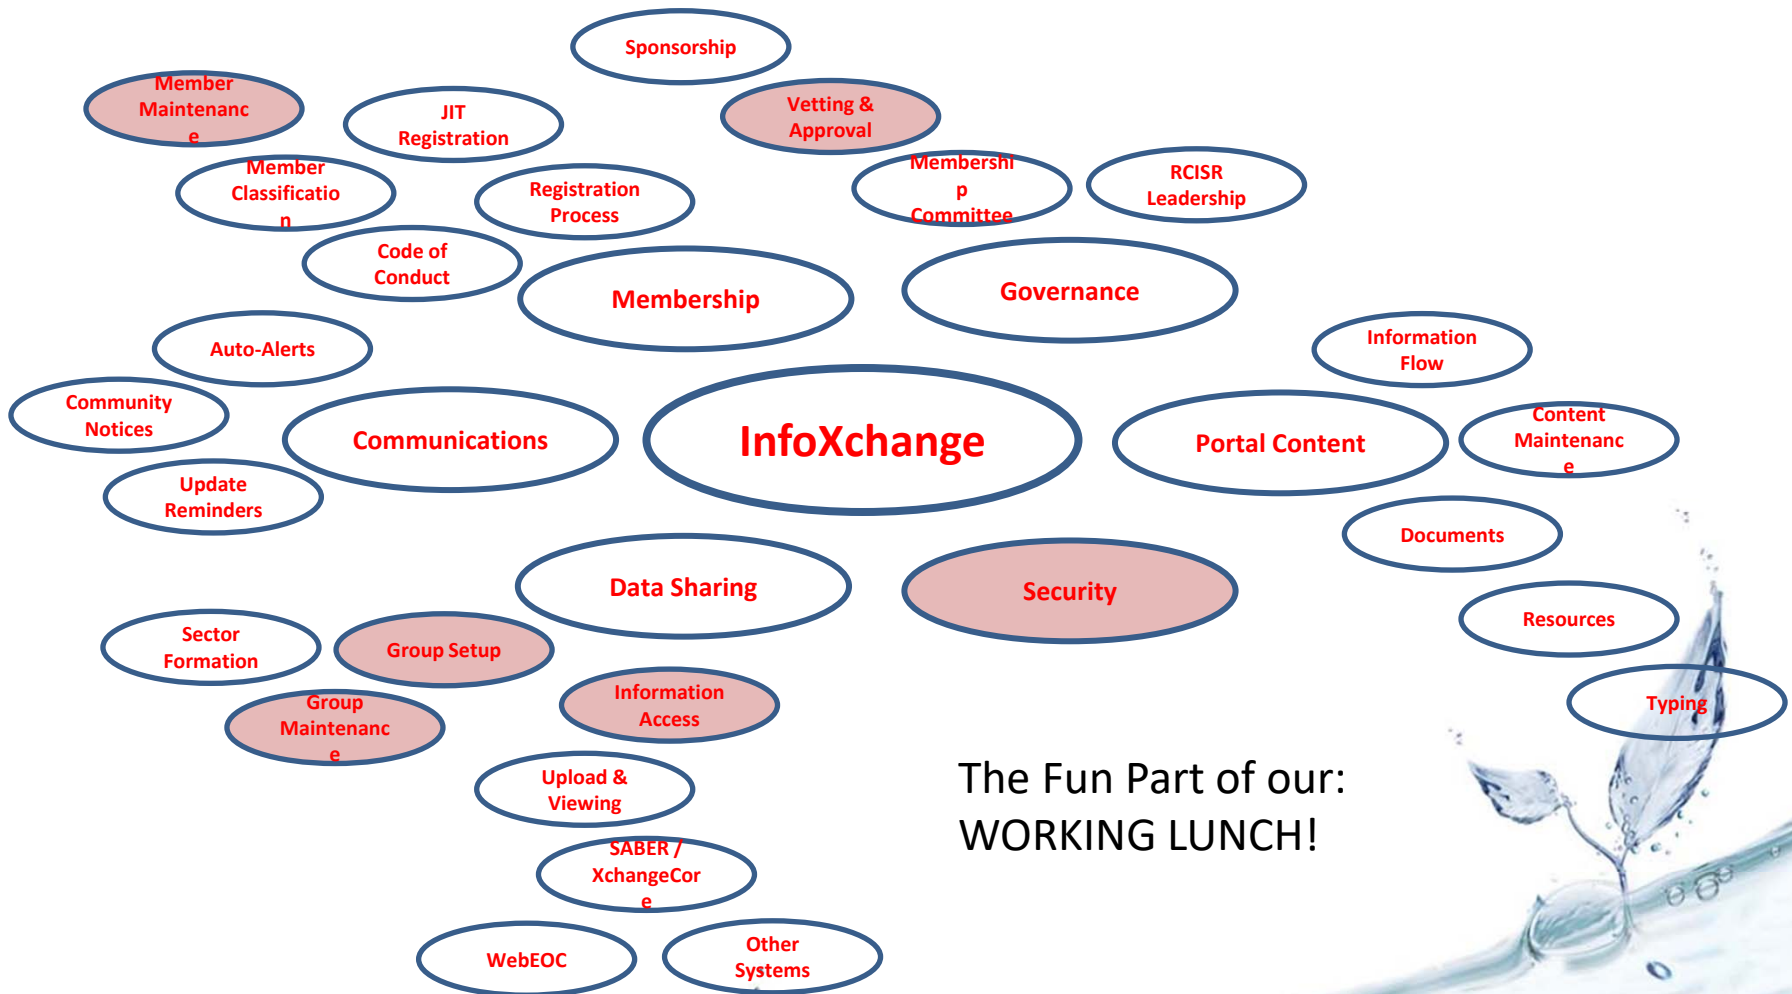 Sponsorship
Member
Maintenanc
e
JIT
Registration
Vetting &
Approval
Member
Classificatio
n
Registration
Process
Membershi
p
Committee
RCISR
Leadership
Code of
Conduct
Membership
Governance
Auto-Alerts
Information
Flow
Community
Notices
Communications
InfoXchange
Portal Content
Content
Maintenanc
e
Update
Reminders
Documents
Data Sharing
Security
Resources
Sector
Formation
Group Setup
Group
Maintenanc
e
Information
Access
Typing
Upload &
Viewing
The Fun Part of our:
WORKING LUNCH!
SABER /
XchangeCor
e
WebEOC
Other
Systems